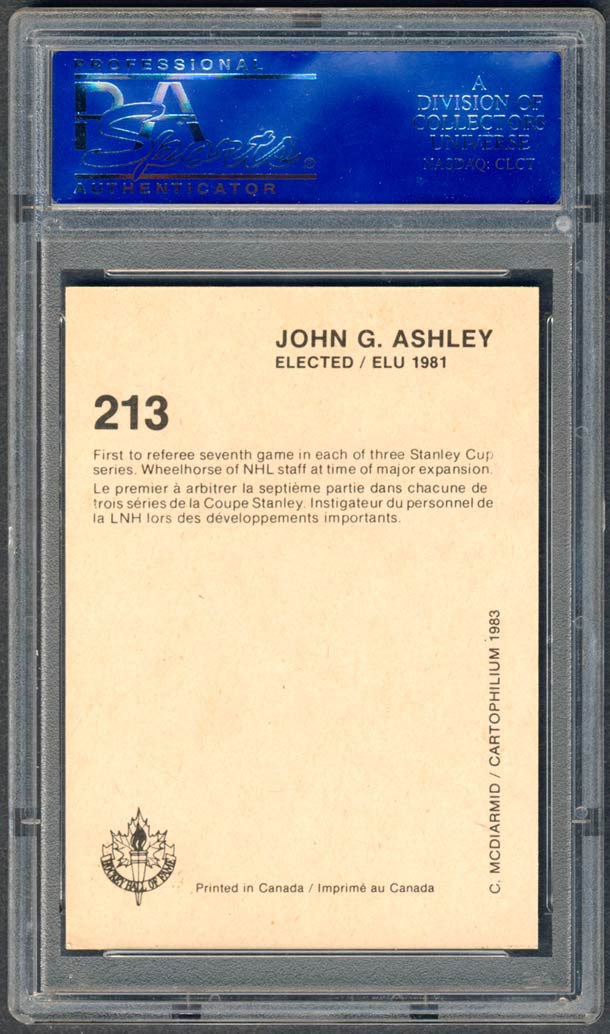 PROFESSIONAL
PSA
Sports®
AUTHENTICATOR
A
DIVISION OF
COLLECTORS
UNIVERSE
NASDAQ: CLCT
JOHN G. ASHLEY
ELECTED / ELU 1981
213
First to referee seventh game in each of three Stanley Cup
series. Wheelhorse of NHL staff at time of major expansion.
Le premier à arbitrer la septième partie dans chacune de
trois séries de la Coupe Stanley. Instigateur du personnel de
la LNH lors des développements importants.
C. MCDIARMID / CARTOPHILIUM 1983
HOCKEY HALL OF FAME
Printed in Canada / Imprimé au Canada